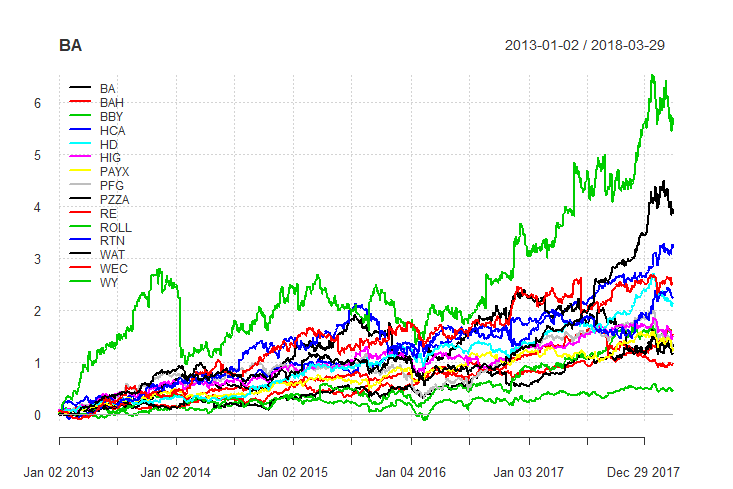 BA 2013-01-02 / 2018-03-29
6
5
4
3
2
1
0
BA
BAH
BBY
HCA
HD
HIG
PAYX
PFG
PZZA
RE
ROLL
RTN
WAT
WEC
WY
Jan 02 2013 Jan 02 2014 Jan 02 2015 Jan 04 2016 Jan 03 2017 Dec 29 2017